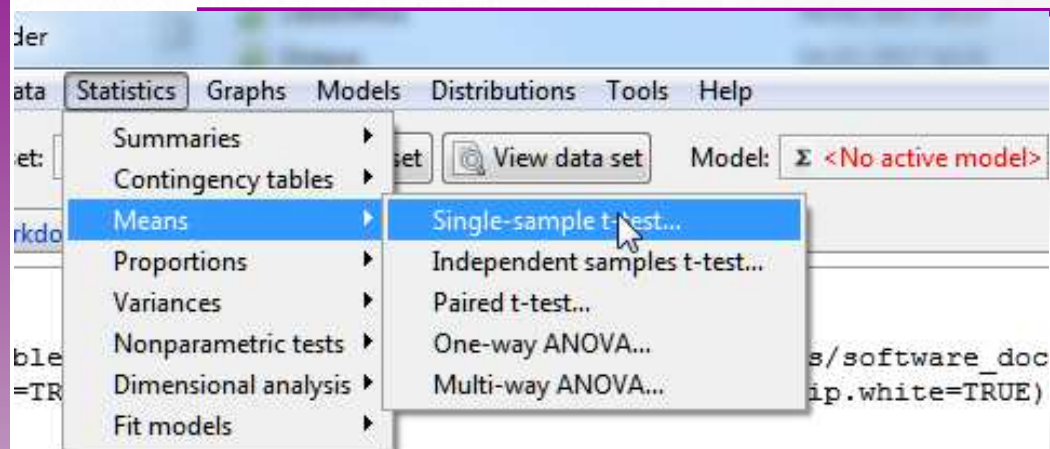 der
ata Statistics Graphs Models Distributions Tools Help
et: set View data set Model: Σ <No active model>
Summaries
Contingency tables
rkdo Means Single-sample t-test...
Proportions Independent samples t-test...
Variances Paired t-test...
ble Nonparametric tests One-way ANOVA... s/software_doc
=TR Dimensional analysis Multi-way ANOVA... ip.white=TRUE)
Fit models